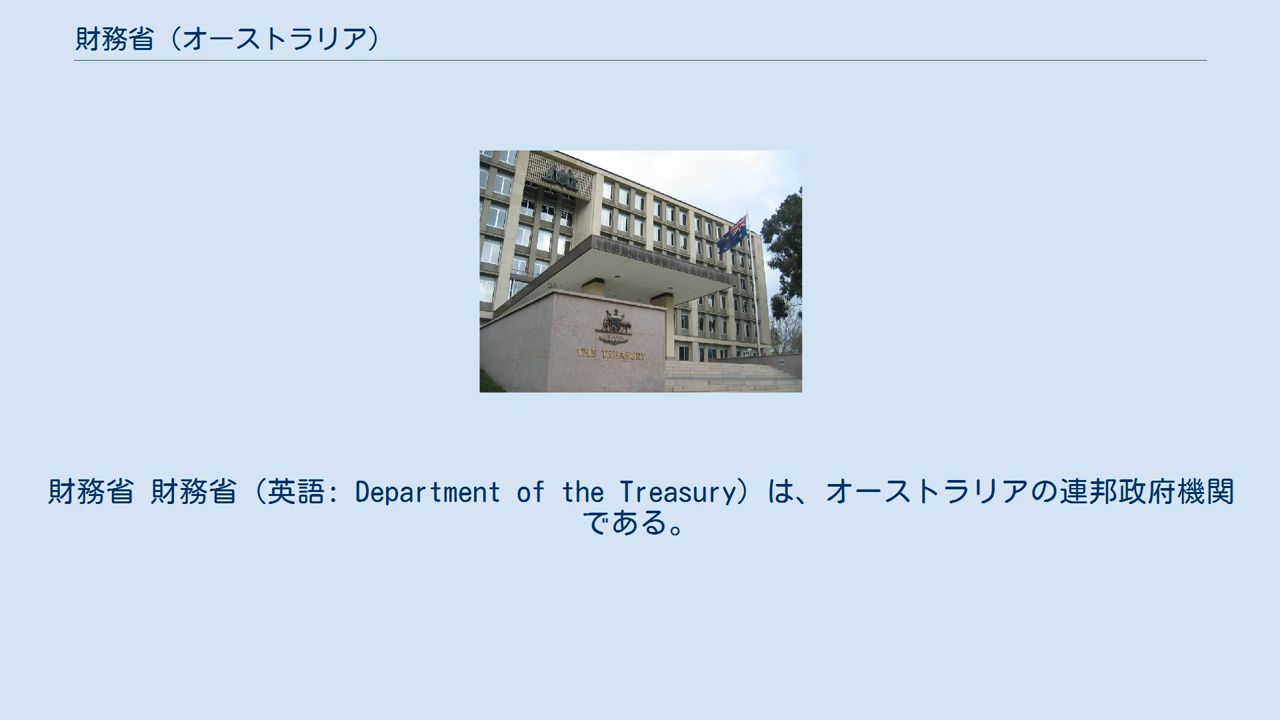 財務省（オーストラリア）
THE TREASURY
財務省 財務省（英語: Department of the Treasury）は、オーストラリアの連邦政府機関
である。